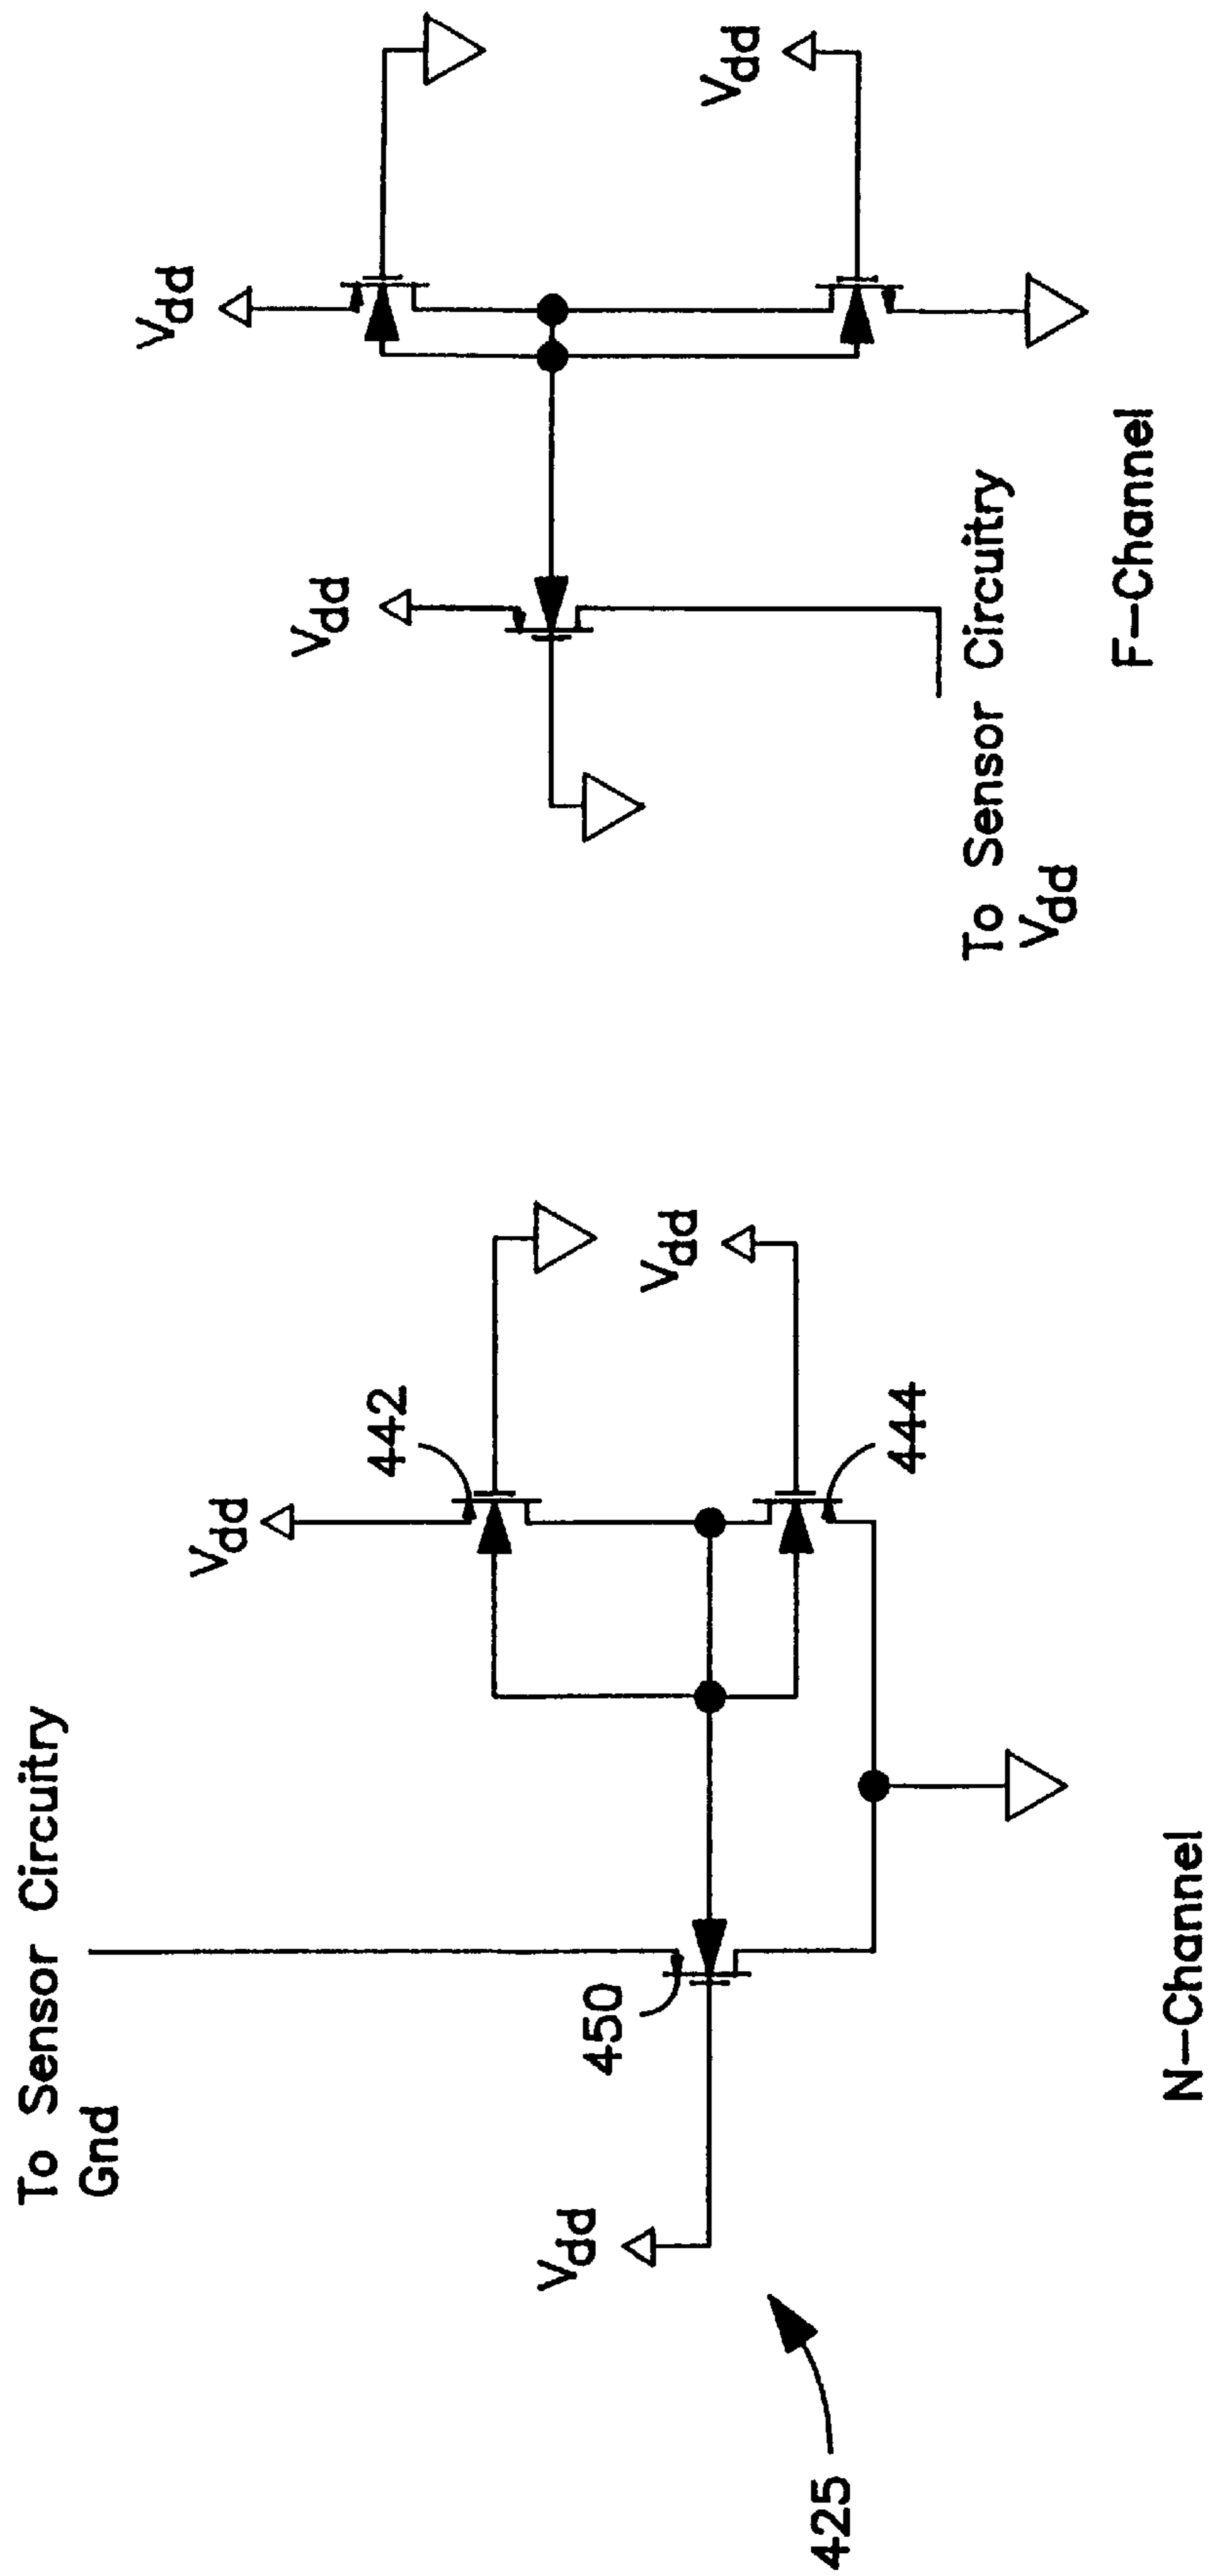 To Sensor Circuitry
Gnd
Vdd
442
Vdd
444
450
Vdd
425
N-Channel
Vdd
Vdd
Vdd
To Sensor Circuitry
Vdd
F-Channel